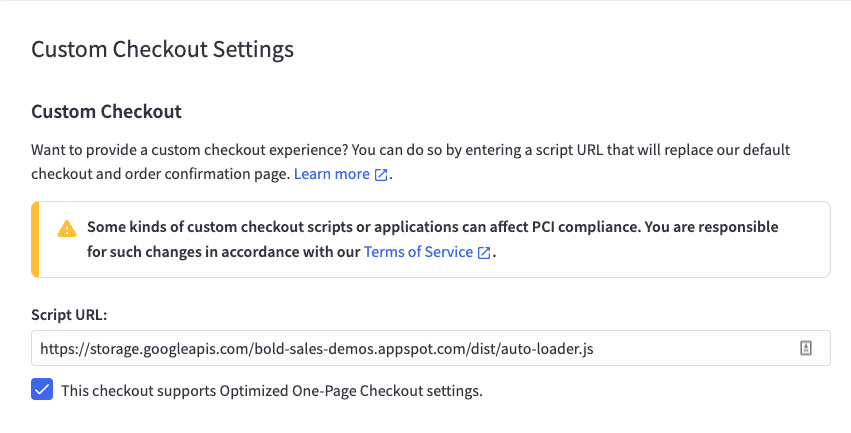 Custom Checkout Settings
Custom Checkout
Want to provide a custom checkout experience? You can do so by entering a script URL that will replace our default
checkout and order confirmation page. Learn more .
Some kinds of custom checkout scripts or applications can affect PCI compliance. You are responsible
for such changes in accordance with our Terms of Service .
Script URL:
https://storage.googleapis.com/bold-sales-demos.appspot.com/dist/auto-loader.js
This checkout supports Optimized One-Page Checkout settings.